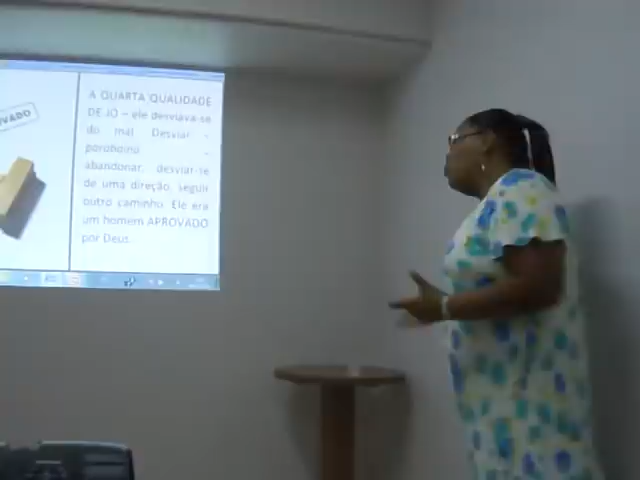 A QUARTA QUALIDADE
DE JÓ – ele desviava-se
do mal Desviar -
-
abandonar, desviar-se
de uma direção, seguir
outro caminho. Ele era
um homem APROVADO
por Deus.
OVADO